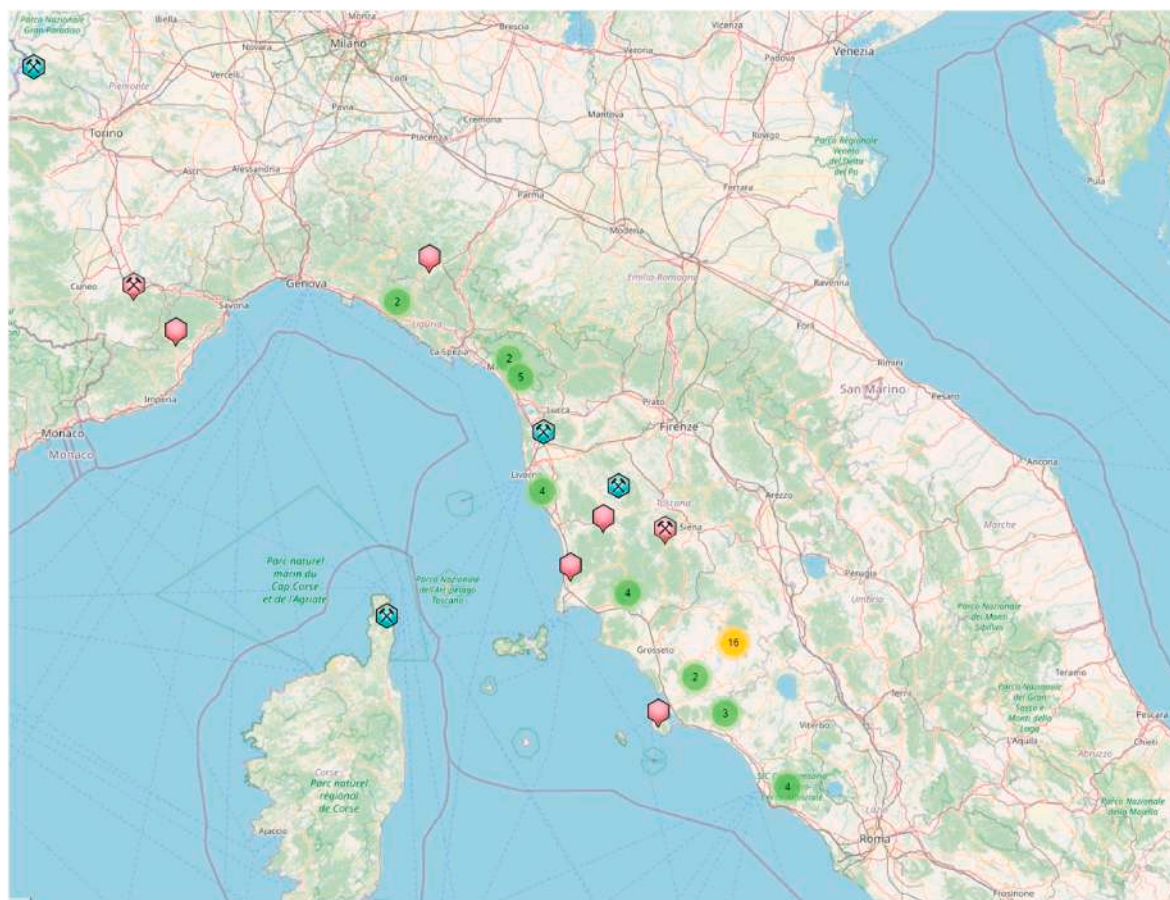 Parco Nazionale
Gran Paradiso
Biella
Monza
Milano
Brescia
Vicenza
Venezia
Novara
Verona
Padova
Vercelli
Lodi
Piemonte
Pavia
Mantova
Cremona
Torino
Piacenza
Rovigo
Parco Regionale
Veneto
del Delta
del Po
Asti
Alessandria
Pula
Parma
Ferrara
Modena
Cuneo
Genova
Emilia-Romagna
Ravenna
Savona
2
Liguria
Forlì
La Spezia
2
M
5
Rimini
San Marino
Pesaro
Imperia
Lucca
Prato
Firenze
Monaco
Monaco
Ancona
Livor
4
Arezzo
Toscana
Siena
Marche
Parc naturel
marin du
Cap Corse
et de l'Agriate
Parco Nazionale
dell'Arcipelago
Toscano
Perugia
4
Umbria
Parco Nazionale
dei Monti
Sibillini
16
Grosseto
2
Teramo
Parco Nazionale
del Gran
Sasso e
Monti della
Laga
Terni
3
Viterbo
Pescara
L'Aquila
Chieti
Abruzzo
Corse
Parc naturel
régional
de Corse
4
Parco Nazionale
della Majella
Lazio
Ajaccio
Roma
Frosinone